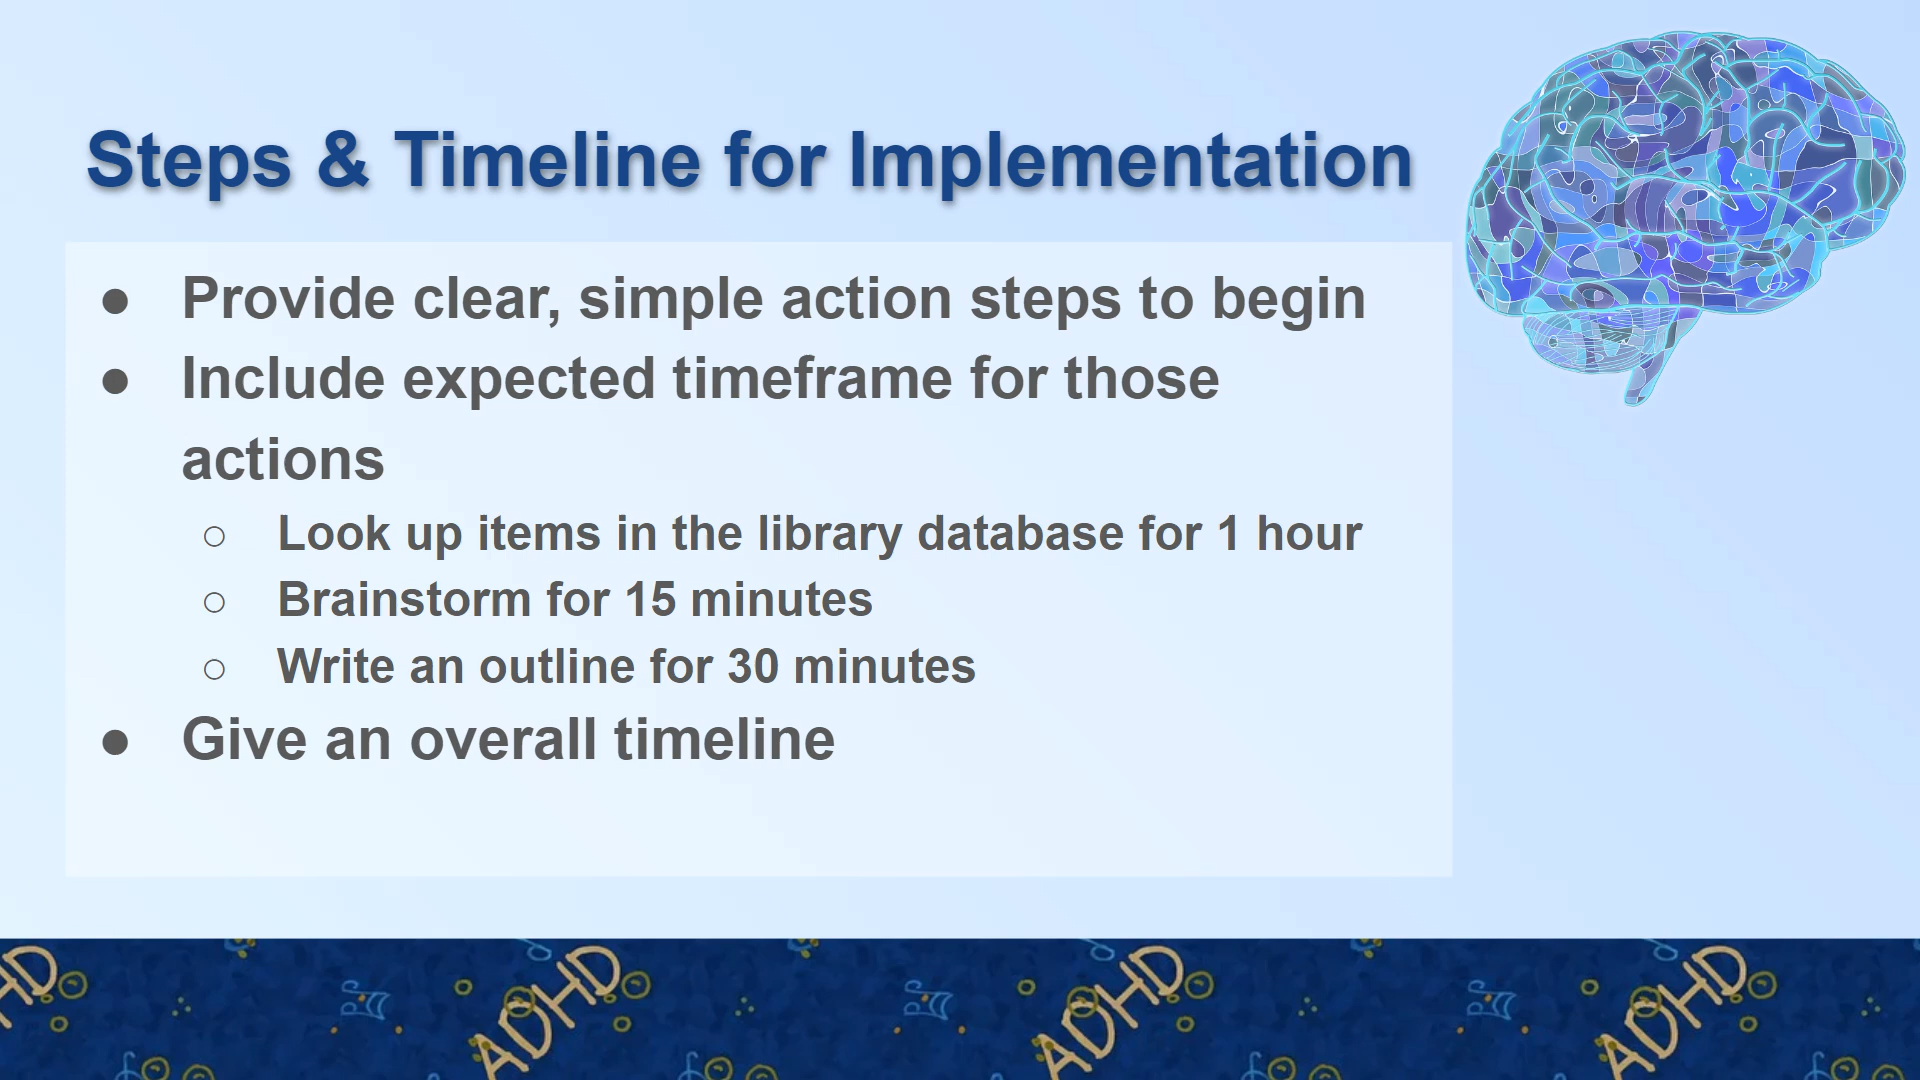 Steps & Timeline for Implementation
● Provide clear, simple action steps to begin
● Include expected timeframe for those
actions
○ Look up items in the library database for 1 hour
○ Brainstorm for 15 minutes
○ Write an outline for 30 minutes
● Give an overall timeline
HD ADHD ADHD ADHD